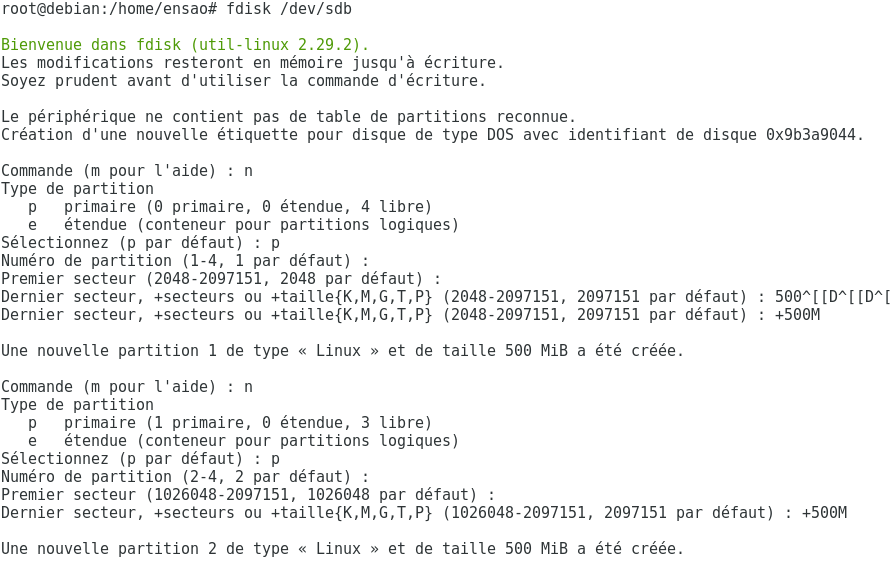 root@debian:/home/ensao# fdisk /dev/sdb
Bienvenue dans fdisk (util-linux 2.29.2).
Les modifications resteront en mémoire jusqu'à écriture.
Soyez prudent avant d'utiliser la commande d'écriture.
Le périphérique ne contient pas de table de partitions reconnue.
Création d'une nouvelle étiquette pour disque de type DOS avec identifiant de disque 0x9b3a9044.
Commande (m pour l'aide) : n
Type de partition
   p   primaire (0 primaire, 0 étendue, 4 libre)
   e   étendue (conteneur pour partitions logiques)
Sélectionnez (p par défaut) : p
Numéro de partition (1-4, 1 par défaut) :
Premier secteur (2048-2097151, 2048 par défaut) :
Dernier secteur, +secteurs ou +taille{K,M,G,T,P} (2048-2097151, 2097151 par défaut) : 500^[[D^[[D^[
Dernier secteur, +secteurs ou +taille{K,M,G,T,P} (2048-2097151, 2097151 par défaut) : +500M
Une nouvelle partition 1 de type « Linux » et de taille 500 MiB a été créée.
Commande (m pour l'aide) : n
Type de partition
   p   primaire (1 primaire, 0 étendue, 3 libre)
   e   étendue (conteneur pour partitions logiques)
Sélectionnez (p par défaut) : p
Numéro de partition (2-4, 2 par défaut) :
Premier secteur (1026048-2097151, 1026048 par défaut) :
Dernier secteur, +secteurs ou +taille{K,M,G,T,P} (1026048-2097151, 2097151 par défaut) : +500M
Une nouvelle partition 2 de type « Linux » et de taille 500 MiB a été créée.